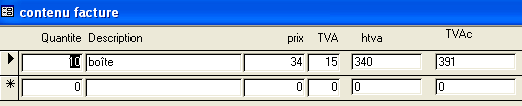 contenu facture
Quantite Description prix TVA htva TVAc
10 boîte 34 15 340 391
* 0 0 0 0 0